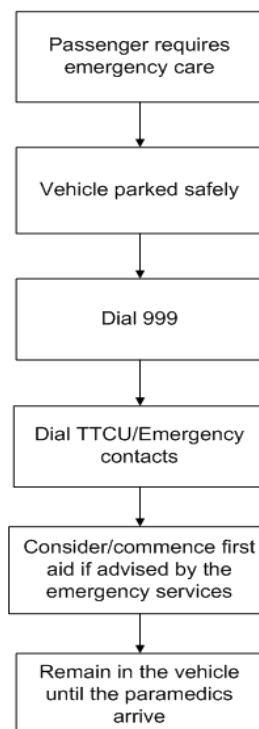 Passenger requires
emergency care
Vehicle parked safely
Dial 999
Dial TTCU/Emergency
contacts
Consider/commence first
aid if advised by the
emergency services
Remain in the vehicle
until the paramedics
arrive